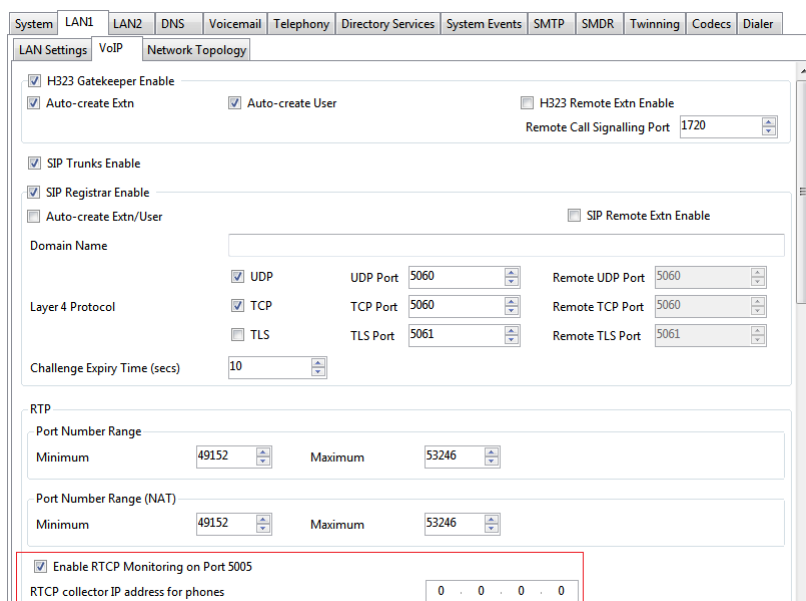 System LAN1 LAN2 DNS Voicemail Telephony Directory Services System Events SMTP SMDR Twinning Codecs Dialer
LAN Settings VoIP Network Topology
H323 Gatekeeper Enable
Auto-create Extn Auto-create User H323 Remote Extn Enable
Remote Call Signalling Port 1720
SIP Trunks Enable
SIP Registrar Enable
Auto-create Extn/User SIP Remote Extn Enable
Domain Name
UDP UDP Port 5060 Remote UDP Port 5060
Layer 4 Protocol TCP TCP Port 5060 Remote TCP Port 5060
TLS TLS Port 5061 Remote TLS Port 5061
Challenge Expiry Time (secs) 10
RTP
Port Number Range
Minimum 49152 Maximum 53246
Port Number Range (NAT)
Minimum 49152 Maximum 53246
Enable RTCP Monitoring on Port 5005
RTCP collector IP address for phones 0 . 0 . 0 . 0